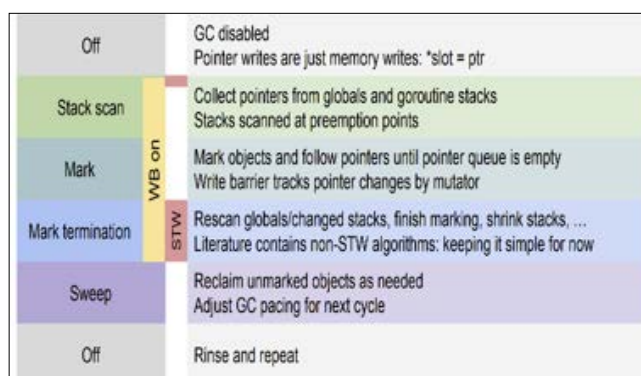 Off
GC disabled
Pointer writes are just memory writes: *slot = ptr
Stack scan
Collect pointers from globals and goroutine stacks
Stacks scanned at preemption points
WB on
Mark
Mark objects and follow pointers until pointer queue is empty
Write barrier tracks pointer changes by mutator
Mark termination
STW
Rescan globals/changed stacks, finish marking, shrink stacks, …
Literature contains non-STW algorithms: keeping it simple for now
Sweep
Reclaim unmarked objects as needed
Adjust GC pacing for next cycle
Off
Rinse and repeat